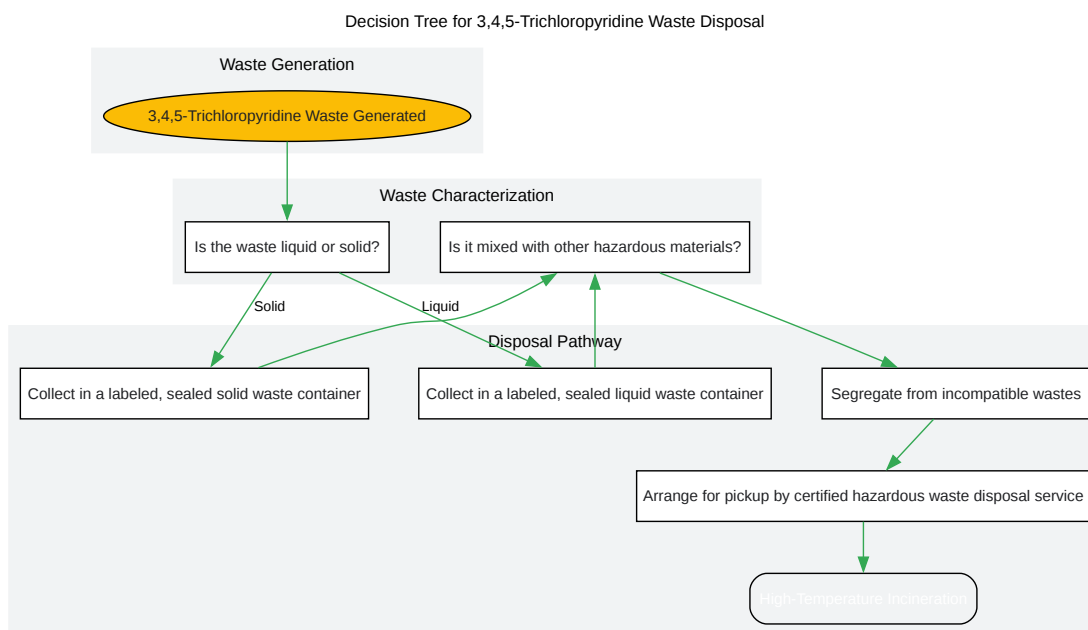 Decision Tree for 3,4,5-Trichloropyridine Waste Disposal
Waste Generation
3,4,5-Trichloropyridine Waste Generated
Waste Characterization
Is the waste liquid or solid?
Is it mixed with other hazardous materials?
Solid
Liquid
Disposal Pathway
Collect in a labeled, sealed solid waste container
Collect in a labeled, sealed liquid waste container
Segregate from incompatible wastes
Arrange for pickup by certified hazardous waste disposal service
High-Temperature Incineration